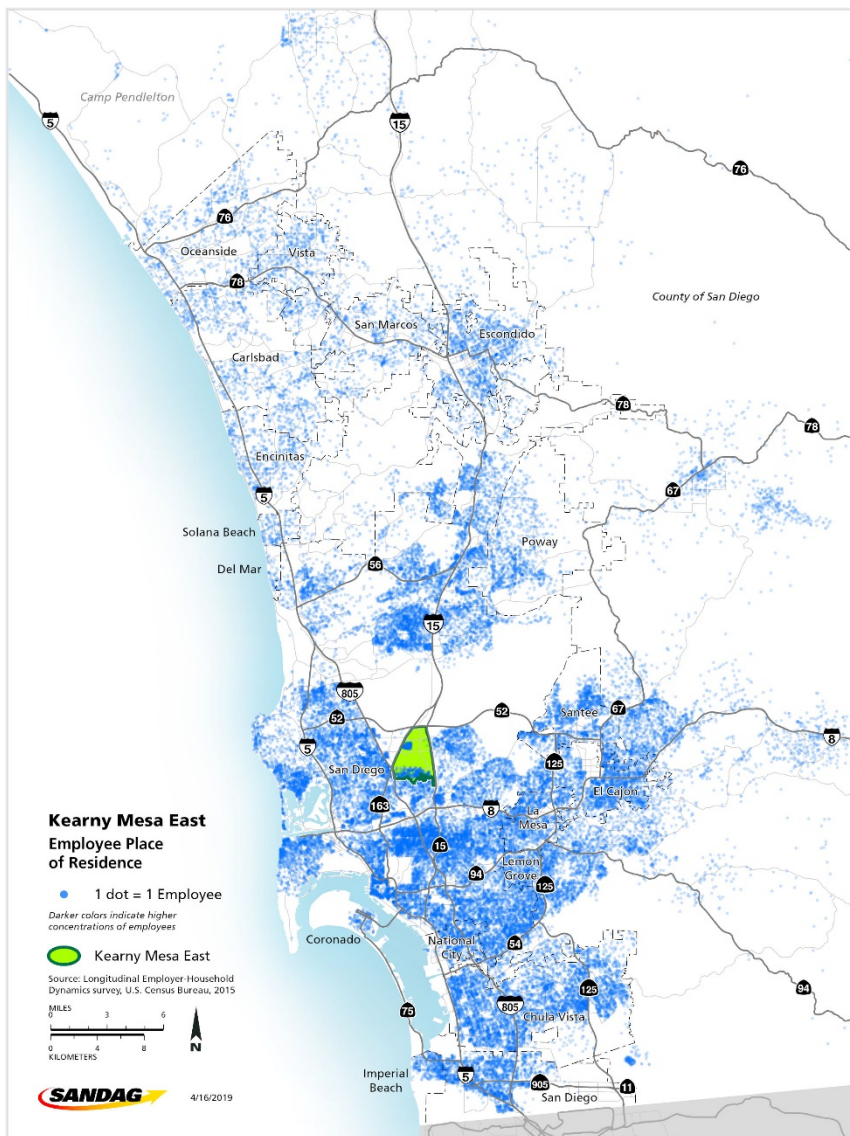 Camp Pendlelton
5
15
76
76
Oceanside
Vista
78
County of San Diego
San Marcos
Escondido
Carlsbad
78
78
Encinitas
67
5
Solana Beach
Poway
Del Mar
56
15
805
52
52
Santee
67
5
8
San Diego
125
El Cajon
163
8
La
Mesa
15
Lemon
Grove
94
125
Coronado
National
City
54
125
94
75
805
Chula Vista
Imperial
Beach
5
905
San Diego
11
Kearny Mesa East
Employee Place
of Residence
1 dot = 1 Employee
Darker colors indicate higher
concentrations of employees
Kearny Mesa East
Source: Longitudinal Employer-Household
Dynamics survey, U.S. Census Bureau, 2015
MILES
0 3 6
0 4 8
KILOMETERS
N
SANDAG
4/16/2019